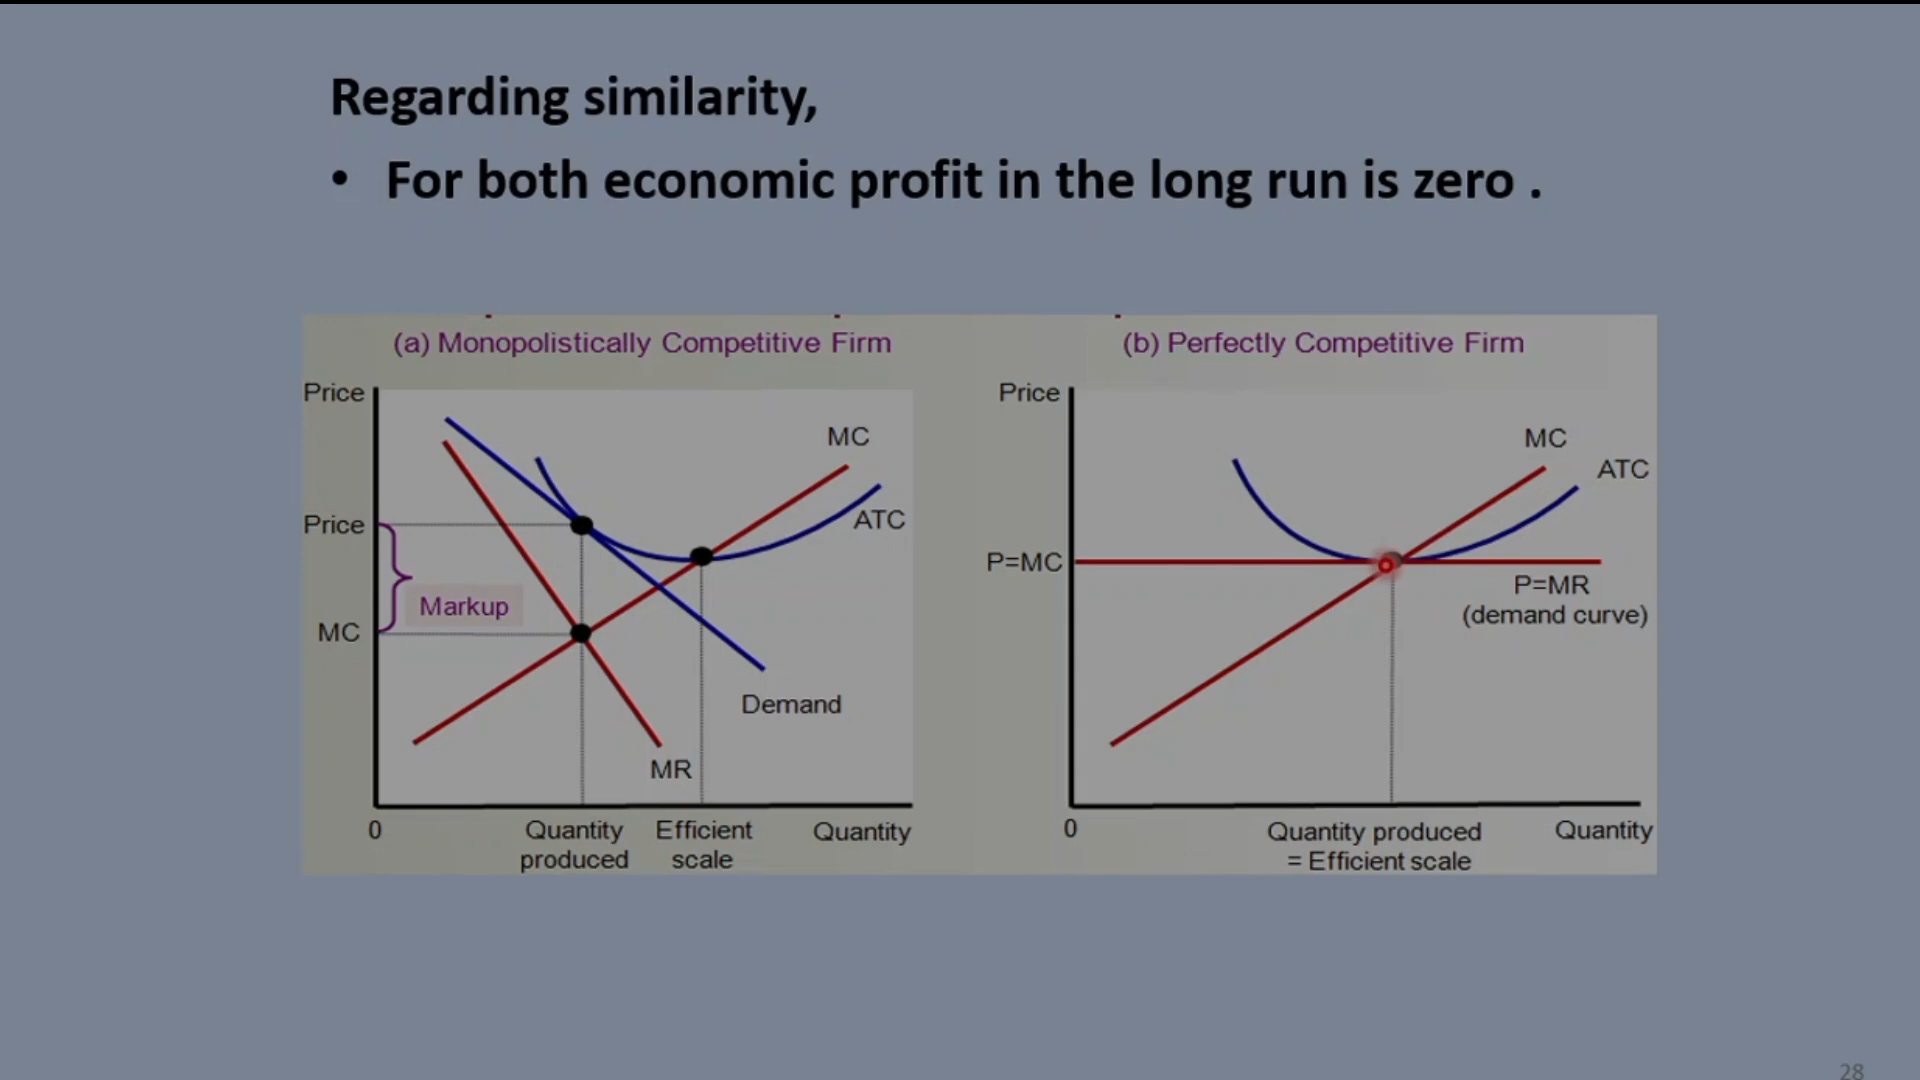 Regarding similarity,
• For both economic profit in the long run is zero .
(a) Monopolistically Competitive Firm
Price
MC
ATC
Price
Markup
MC
Demand
MR
0
Quantity produced
Efficient scale
Quantity
(b) Perfectly Competitive Firm
Price
MC
ATC
P=MC
P=MR
(demand curve)
0
Quantity produced
= Efficient scale
Quantity
28